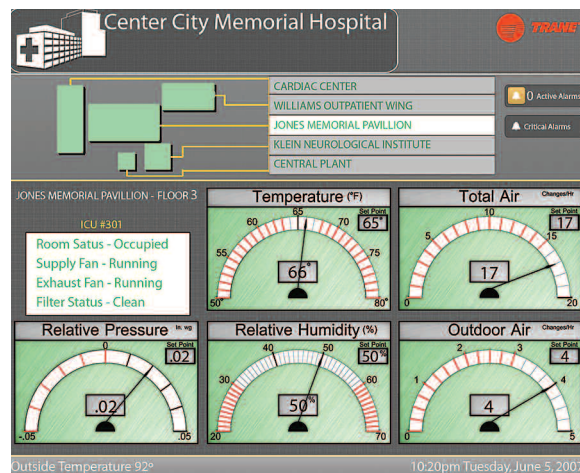 Center City Memorial Hospital
TRANE
CARDIAC CENTER
WILLIAMS OUTPATIENT WING
JONES MEMORIAL PAVILLION
KLEIN NEUROLOGICAL INSTITUTE
CENTRAL PLANT
0 Active Alarms
Critical Alarms
JONES MEMORIAL PAVILLION - FLOOR 3
ICU #301
Room Satus - Occupied
Supply Fan - Running
Exhaust Fan - Running
Filter Status - Clean
Temperature (°F)
Set Point
65°
50° 55 60 65 70 75 80°
66°
Total Air Changes/Hr
Set Point
17
0 5 10 15 20
17
Relative Pressure In. wg
Set Point
.02
-.05 0 .05
.02
Relative Humidity (%)
Set Point
50%
20 30 40 50 60 70
50%
Outdoor Air Changes/Hr
Set Point
4
0 1 2 3 4 5
4
Outside Temperature 92º
10:20pm Tuesday, June 5,